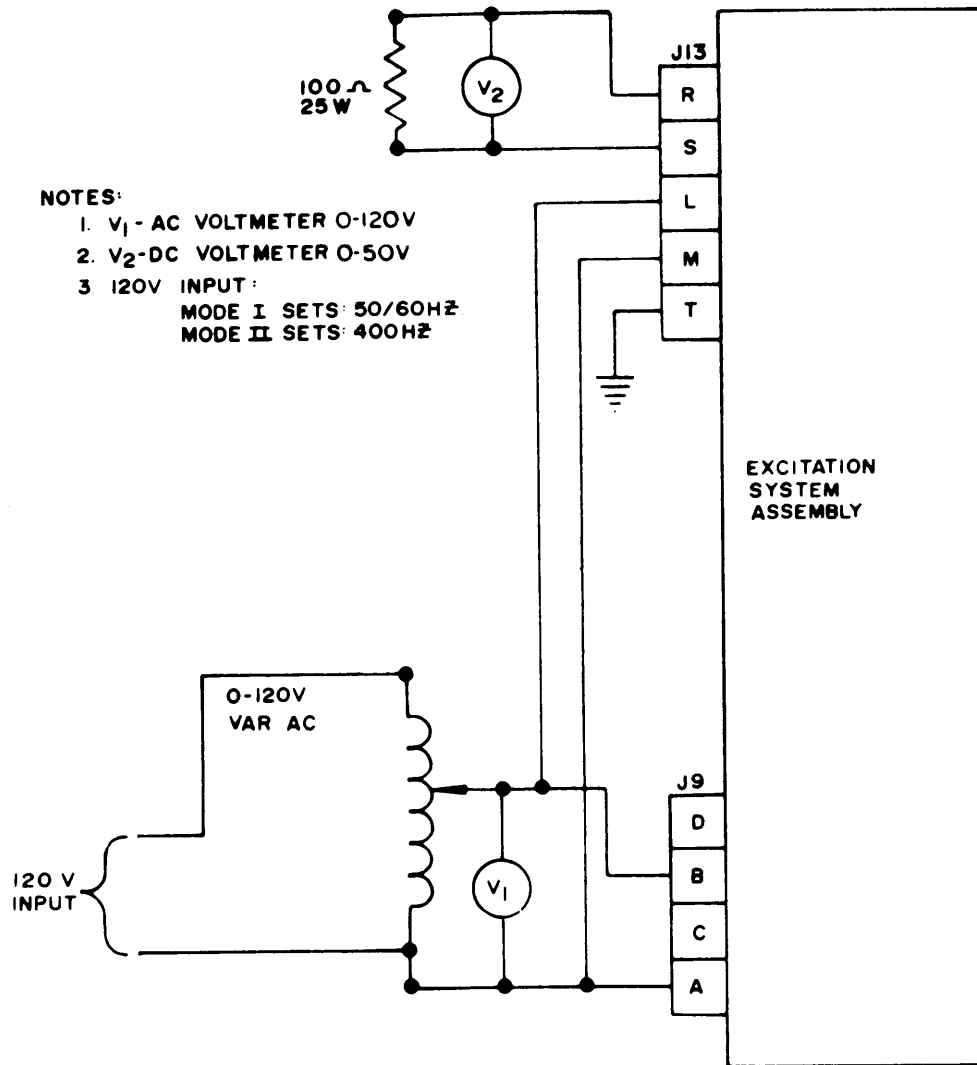 J13
R
S
L
M
T
100 Ω
25W
V2
NOTES:
1. V1 - AC VOLTMETER 0-120V
2. V2-DC VOLTMETER 0-50V
3 120V INPUT:
MODE I SETS: 50/60HZ
MODE II SETS: 400HZ
EXCITATION
SYSTEM
ASSEMBLY
0-120V
VAR AC
120 V
INPUT
V1
J9
D
B
C
A